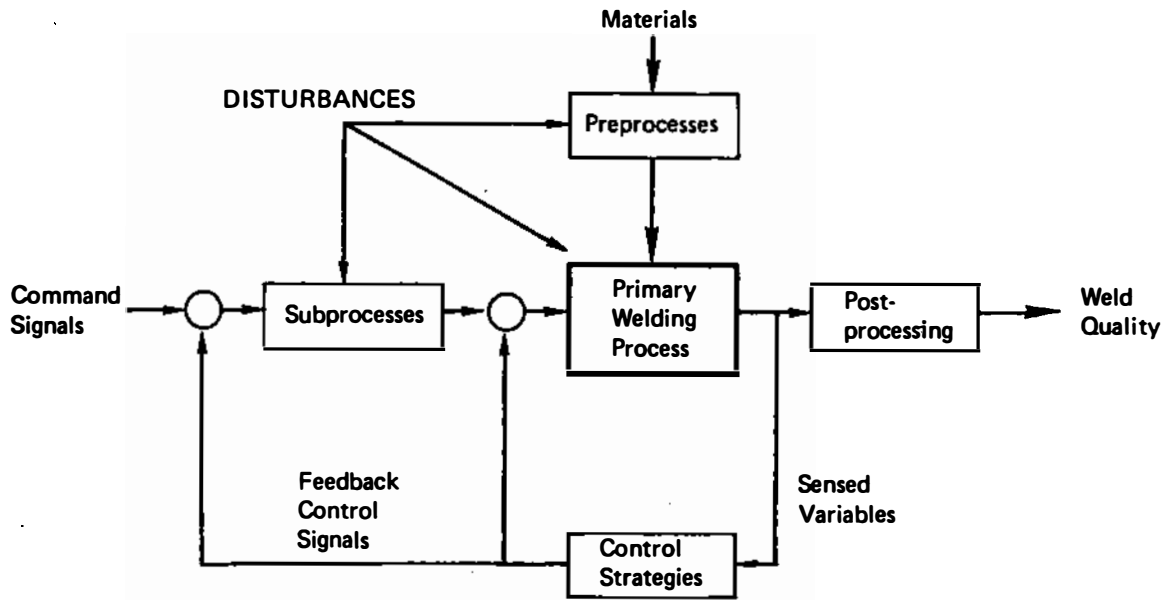 Materials
DISTURBANCES
Preprocesses
Command
Signals
Subprocesses
Primary
Welding
Process
Post-
processing
Weld
Quality
Feedback
Control
Signals
Sensed
Variables
Control
Strategies